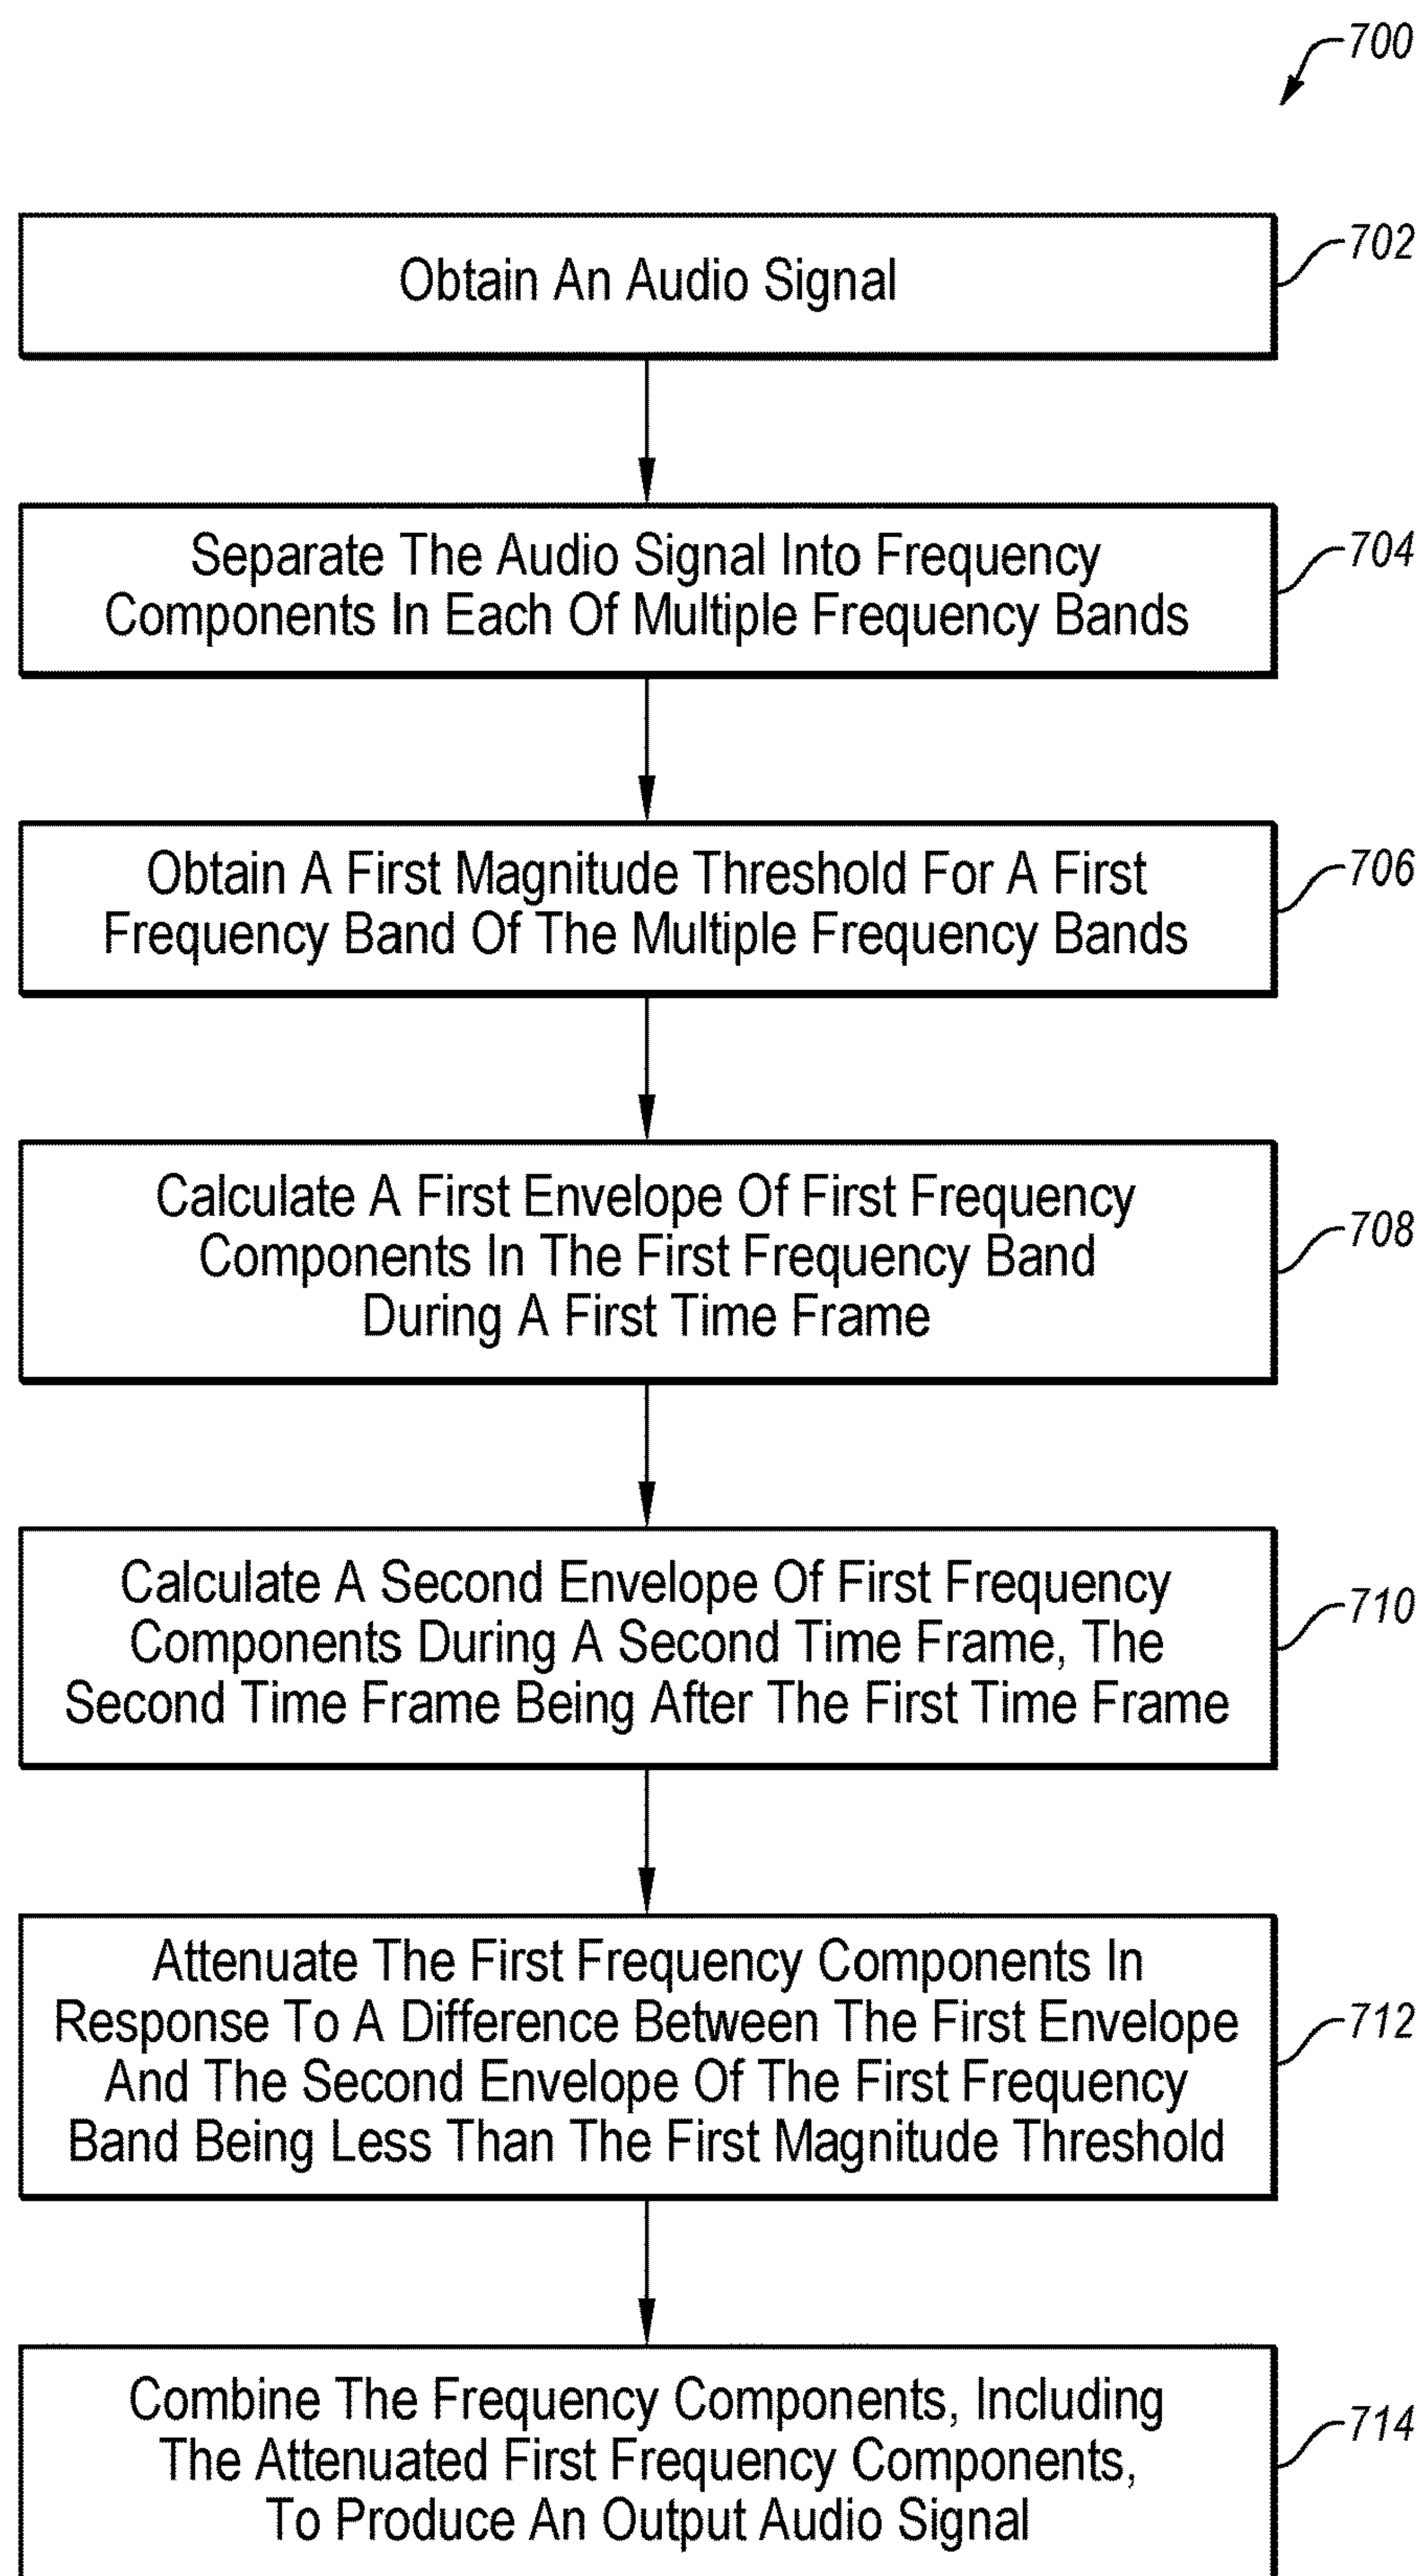 700
Obtain An Audio Signal
702
Separate The Audio Signal Into Frequency
Components In Each Of Multiple Frequency Bands
704
Obtain A First Magnitude Threshold For A First
Frequency Band Of The Multiple Frequency Bands
706
Calculate A First Envelope Of First Frequency
Components In The First Frequency Band
During A First Time Frame
708
Calculate A Second Envelope Of First Frequency
Components During A Second Time Frame, The
Second Time Frame Being After The First Time Frame
710
Attenuate The First Frequency Components In
Response To A Difference Between The First Envelope
And The Second Envelope Of The First Frequency
Band Being Less Than The First Magnitude Threshold
712
Combine The Frequency Components, Including
The Attenuated First Frequency Components,
To Produce An Output Audio Signal
714